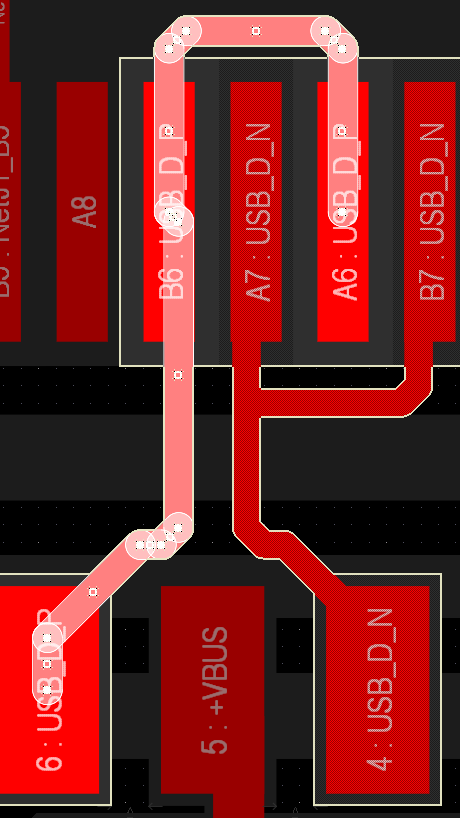 A8
B6 : USB_D_P
A7 : USB_D_N
A6 : USB_D_P
B7 : USB_D_N
6 : USB_D_P
5 : +VBUS
4 : USB_D_N